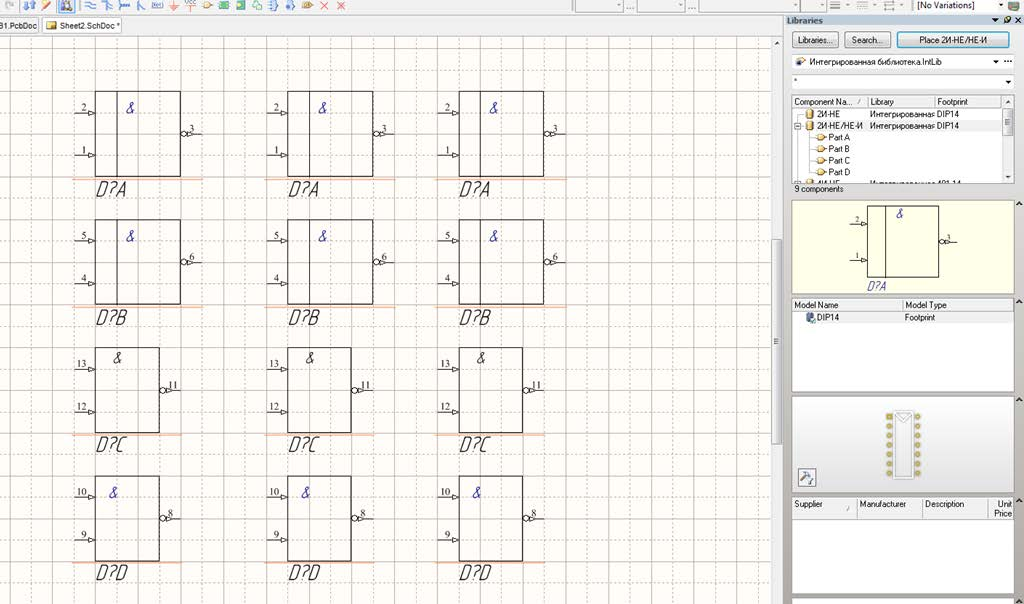 [No Variations]
B1.PcbDoc
Sheet2.SchDoc *
2 & 3 2 & 3 2 & 3
1 1 1
D?A D?A D?A
5 & 6 5 & 6 5 & 6
4 4 4
D?B D?B D?B
13 & 11 13 & 11 13 & 11
12 12 12
D?C D?C D?C
10 & 8 10 & 8 10 & 8
9 9 9
D?D D?D D?D
Libraries
Libraries... Search... Place 2И-НЕ/НЕ-И
Интегрированная библиотека.IntLib
*
Component Na... Library Footprint
2И-НЕ Интегрированная DIP14
2И-НЕ/НЕ-И Интегрированная DIP14
Part A
Part B
Part C
Part D
9 components
2 & 3
1
D?A
Model Name Model Type
DIP14 Footprint
Supplier Manufacturer Description Unit Price